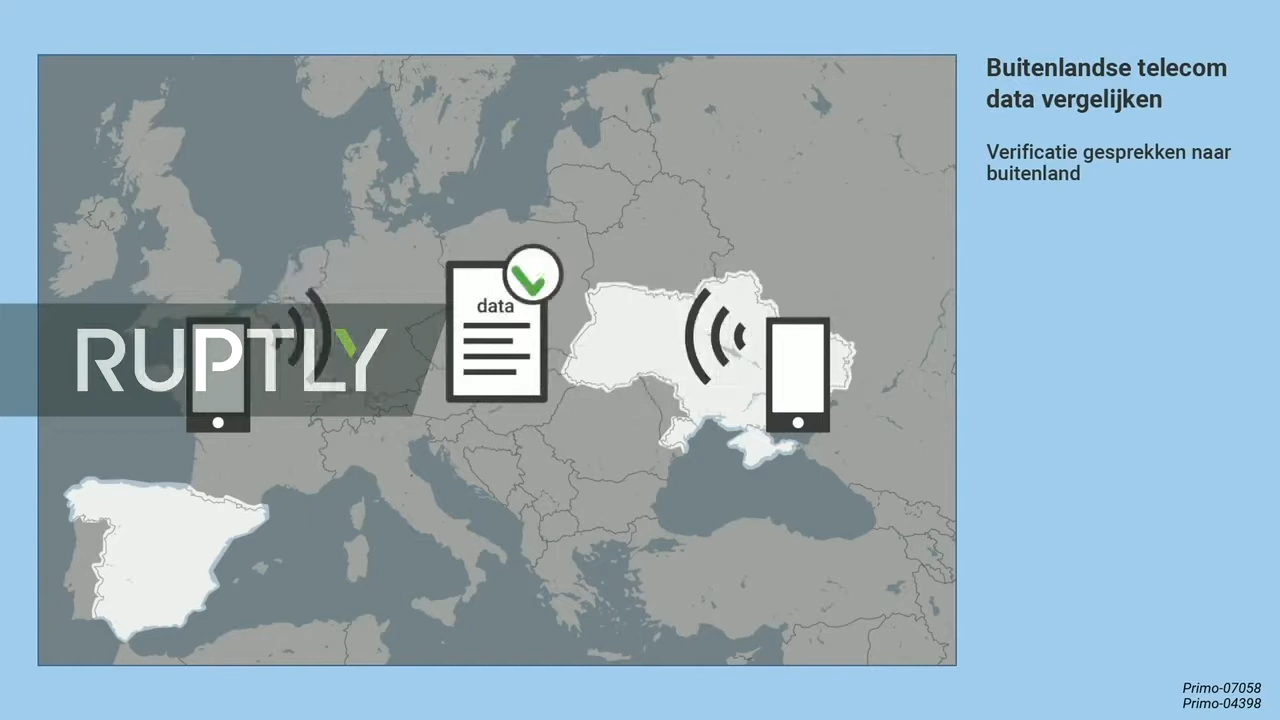 Buitenlandse telecom
data vergelijken
Verificatie gesprekken naar
buitenland
data
RUPTLY
Primo-07058
Primo-04398